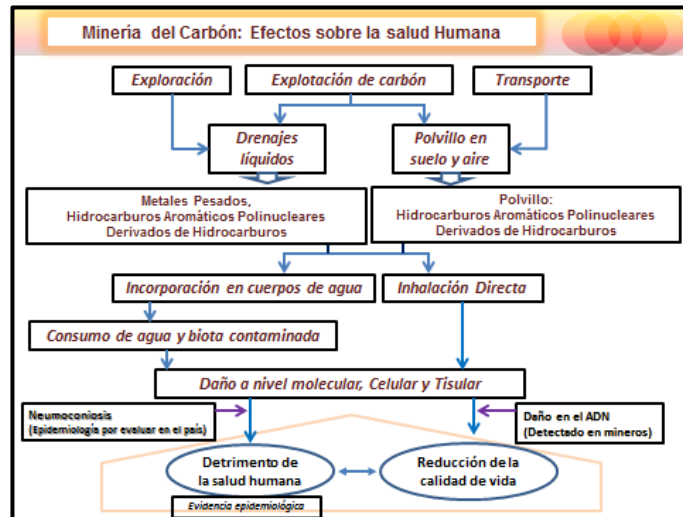 Minería del Carbón: Efectos sobre la salud Humana
Exploración
Explotación de carbón
Transporte
Drenajes
líquidos
Polvillo en
suelo y aire
Metales Pesados,
Hidrocarburos Aromáticos Polinucleares
Derivados de Hidrocarburos
Polvillo:
Hidrocarburos Aromáticos Polinucleares
Derivados de Hidrocarburos
Incorporación en cuerpos de agua
Inhalación Directa
Consumo de agua y biota contaminada
Daño a nivel molecular, Celular y Tisular
Neumoconiosis
(Epidemiología por evaluar en el país)
Daño en el ADN
(Detectado en mineros)
Detrimento de
la salud humana
Reducción de la
calidad de vida
Evidencia epidemiológica